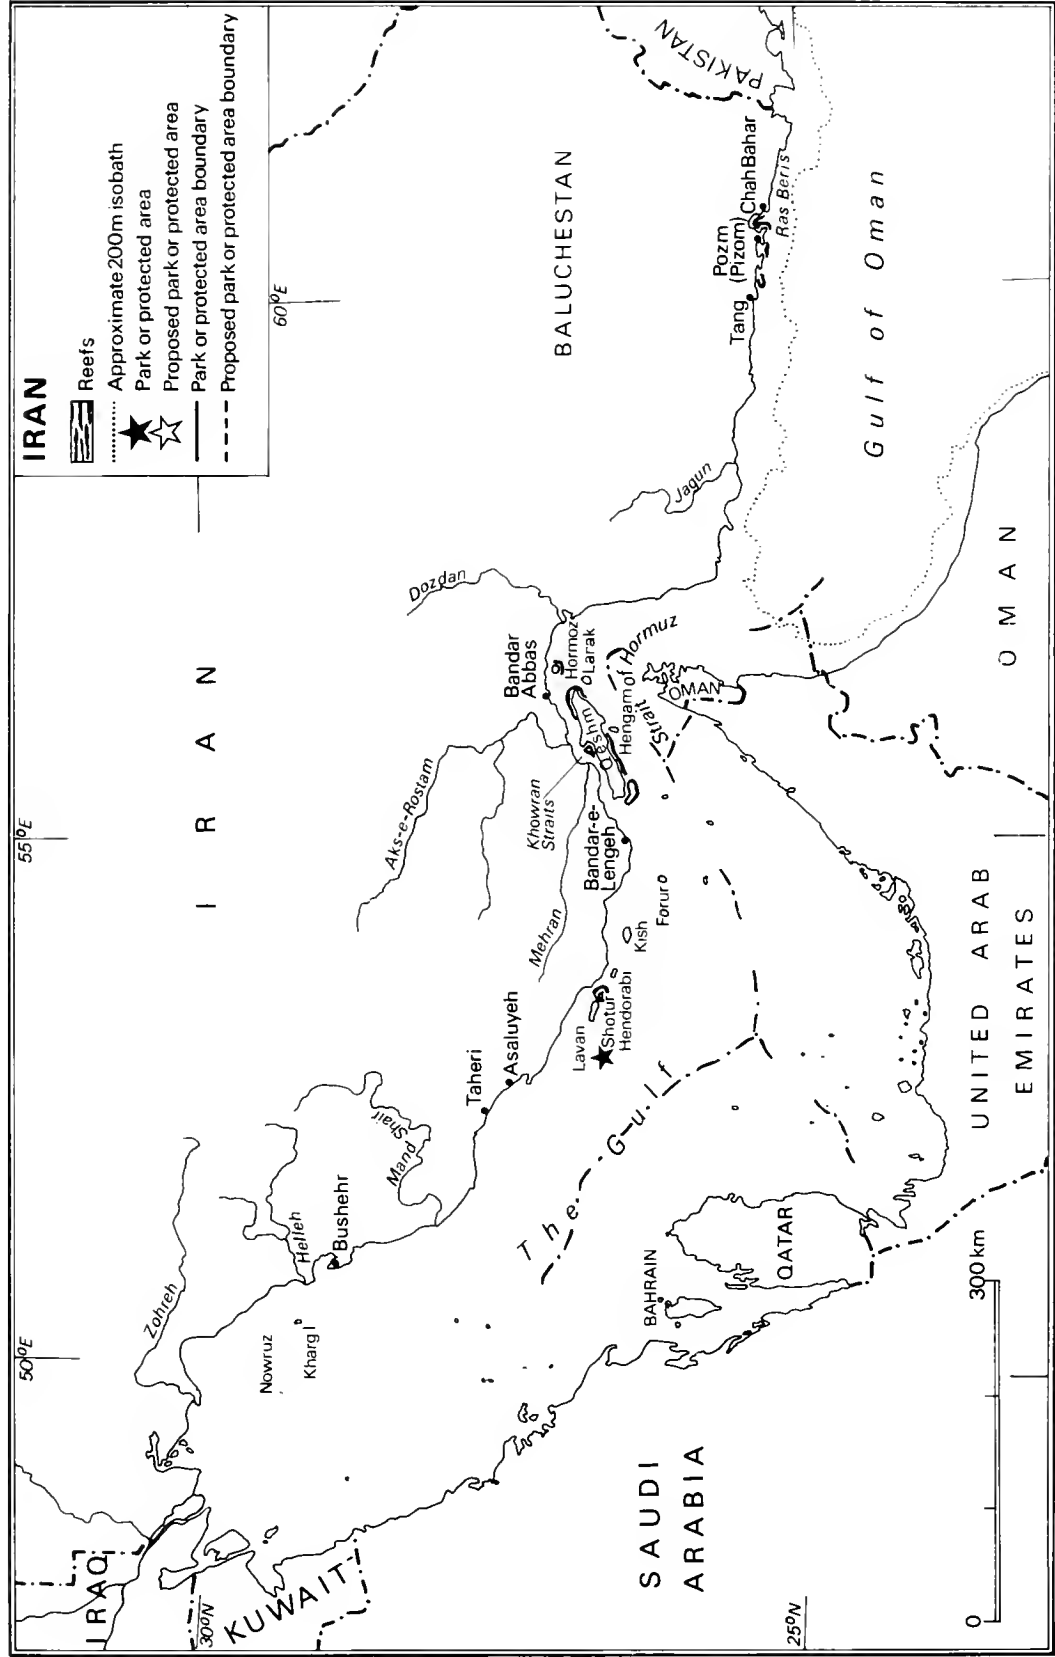 IRAN
Reefs
Approximate 200m isobath
Park or protected area
Proposed park or protected area
Park or protected area boundary
Proposed park or protected area boundary
50°E
55°E
60°E
30°N
25°N
IRAQ
KUWAIT
SAUDI
ARABIA
BAHRAIN
QATAR
UNITED ARAB
EMIRATES
OMAN
OMAN
IRAN
BALUCHESTAN
PAKISTAN
The Gulf
Strait of Hormuz
Gulf of Oman
Zohreh
Helleh
Bushehr
Nowruz
Kharg I
Shaif
Mand
Taheri
Asaluyeh
Lavan
Shotur
Hendorabi
Kish
Forur
Mehran
Aks-e-Rostam
Khowran
Straits
Bandar-e-
Lengeh
Bandar
Abbas
Qeshm
Hengam
Hormoz
Larak
Dozdan
Jagun
Tang
Pozm
(Pizom)
Chah Bahar
Ras Beris
0
300 km